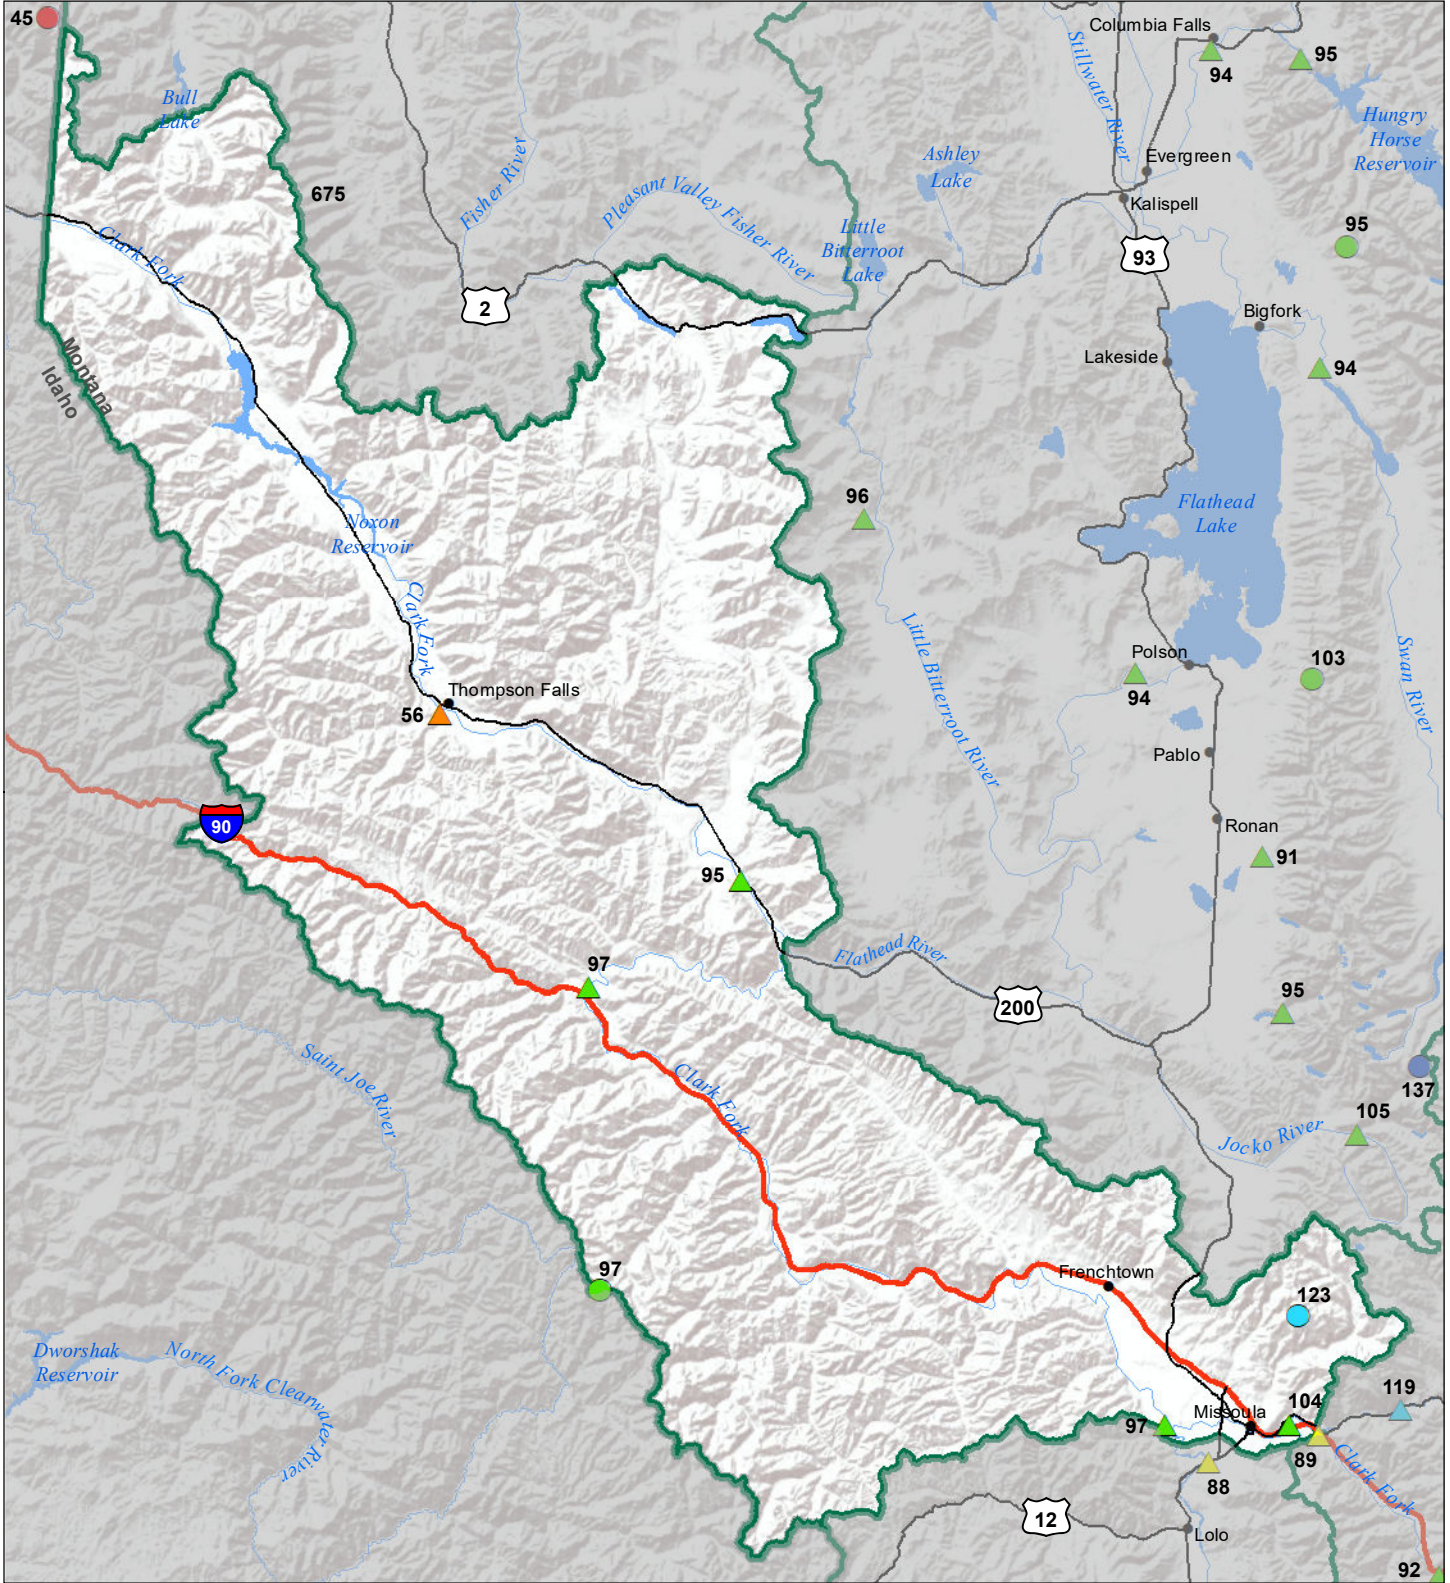 45
Columbia Falls
94
95
Stillwater River
Bull
Lake
Hungry
Horse
Reservoir
Fisher River
Ashley
Lake
Evergreen
675
Pleasant Valley Fisher River
Kalispell
Little
Bitterroot
Lake
95
93
Clark Fork
2
Bigfork
Montana
Idaho
Lakeside
94
96
Flathead
Lake
Noxon
Reservoir
Clark Fork
Little Bitterroot River
Swan River
Polson
94
103
Thompson Falls
56
Pablo
90
Ronan
91
95
Flathead River
97
200
95
Saint Joe River
Clark Fork
137
105
Jocko River
97
Frenchtown
123
Dworshak
Reservoir
North Fork Clearwater
River
119
104
Missoula
97
89
88
Clark Fork
12
Lolo
92